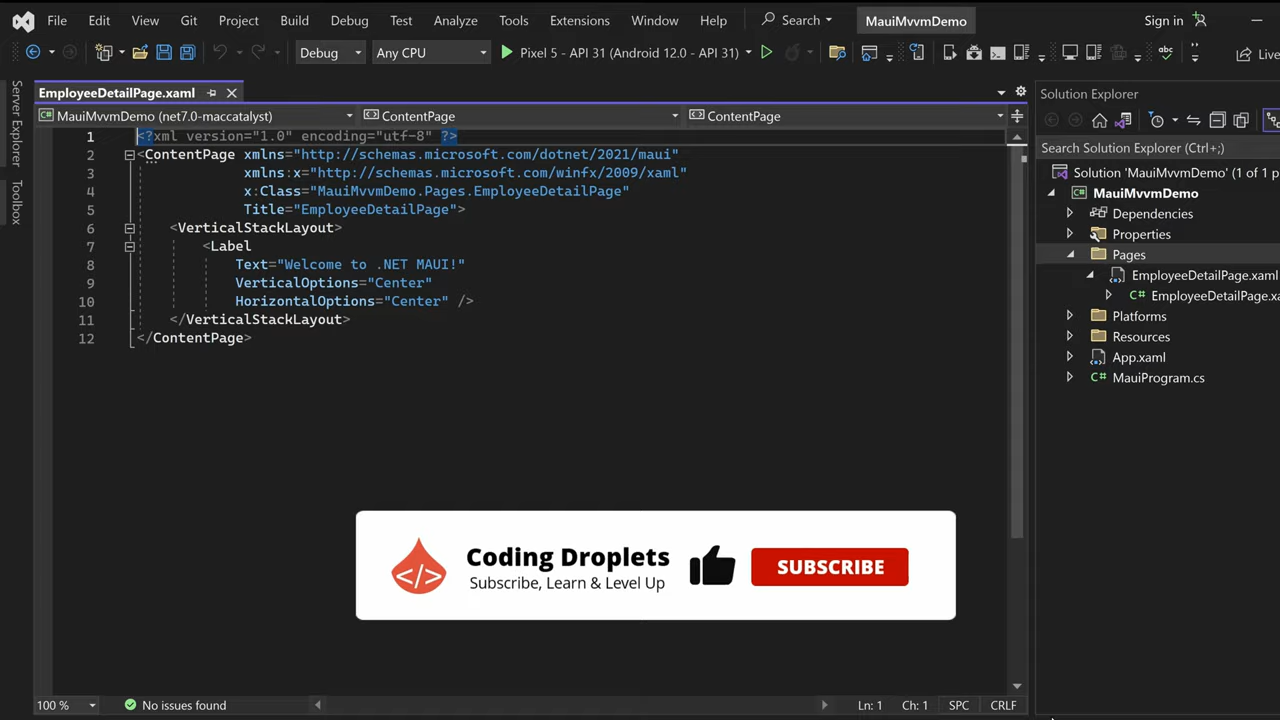 File Edit View Git Project Build Debug Test Analyze Tools Extensions Window Help Search MauiMvvmDemo Sign in
Debug Any CPU Pixel 5 - API 31 (Android 12.0 - API 31) Live
Server Explorer
Toolbox
EmployeeDetailPage.xaml
MauiMvvmDemo (net7.0-maccatalyst) ContentPage ContentPage
1 <?xml version="1.0" encoding="utf-8" ?>
2 <ContentPage xmlns="http://schemas.microsoft.com/dotnet/2021/maui"
3 xmlns:x="http://schemas.microsoft.com/winfx/2009/xaml"
4 x:Class="MauiMvvmDemo.Pages.EmployeeDetailPage"
5 Title="EmployeeDetailPage">
6 <VerticalStackLayout>
7 <Label
8 Text="Welcome to .NET MAUI!"
9 VerticalOptions="Center"
10 HorizontalOptions="Center" />
11 </VerticalStackLayout>
12 </ContentPage>
Coding Droplets
Subscribe, Learn & Level Up
SUBSCRIBE
Solution Explorer
Search Solution Explorer (Ctrl+;)
Solution 'MauiMvvmDemo' (1 of 1 p
MauiMvvmDemo
Dependencies
Properties
Pages
EmployeeDetailPage.xaml
C# EmployeeDetailPage.xa
Platforms
Resources
App.xaml
C# MauiProgram.cs
100 % No issues found Ln: 1 Ch: 1 SPC CRLF